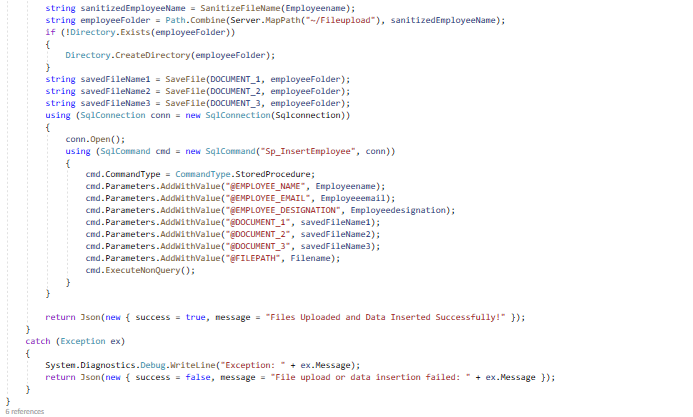 string sanitizedEmployeeName = SanitizeFileName(Employeename);
string employeeFolder = Path.Combine(Server.MapPath("~/Fileupload"), sanitizedEmployeeName);
if (!Directory.Exists(employeeFolder))
{
Directory.CreateDirectory(employeeFolder);
}
string savedFileName1 = SaveFile(DOCUMENT_1, employeeFolder);
string savedFileName2 = SaveFile(DOCUMENT_2, employeeFolder);
string savedFileName3 = SaveFile(DOCUMENT_3, employeeFolder);
using (SqlConnection conn = new SqlConnection(Sqlconnection))
{
conn.Open();
using (SqlCommand cmd = new SqlCommand("Sp_InsertEmployee", conn))
{
cmd.CommandType = CommandType.StoredProcedure;
cmd.Parameters.AddWithValue("@EMPLOYEE_NAME", Employeename);
cmd.Parameters.AddWithValue("@EMPLOYEE_EMAIL", Employeeemail);
cmd.Parameters.AddWithValue("@EMPLOYEE_DESIGNATION", Employeedesignation);
cmd.Parameters.AddWithValue("@DOCUMENT_1", savedFileName1);
cmd.Parameters.AddWithValue("@DOCUMENT_2", savedFileName2);
cmd.Parameters.AddWithValue("@DOCUMENT_3", savedFileName3);
cmd.Parameters.AddWithValue("@FILEPATH", Filename);
cmd.ExecuteNonQuery();
}
}
return Json(new { success = true, message = "Files Uploaded and Data Inserted Successfully!" });
}
catch (Exception ex)
{
System.Diagnostics.Debug.WriteLine("Exception: " + ex.Message);
return Json(new { success = false, message = "File upload or data insertion failed: " + ex.Message });
}
}
6 references